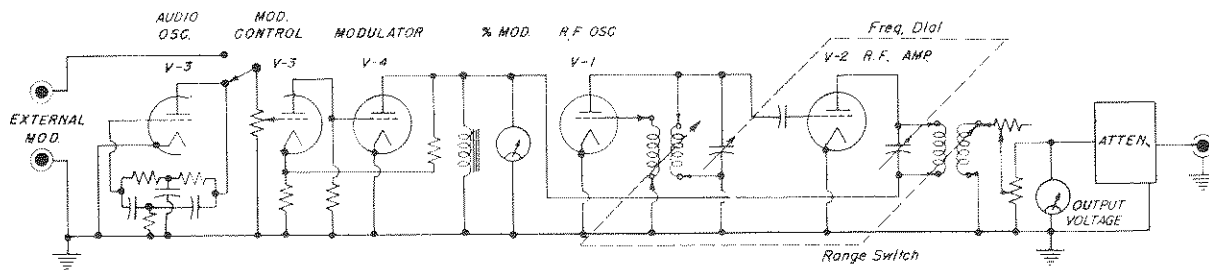 AUDIO OSC.
V-3
MOD. CONTROL
V-3
MODULATOR
V-4
% MOD.
R.F OSC
V-1
Freq. Dial
V-2 R.F. AMP.
EXTERNAL MOD.
ATTEN.
OUTPUT VOLTAGE
Range Switch